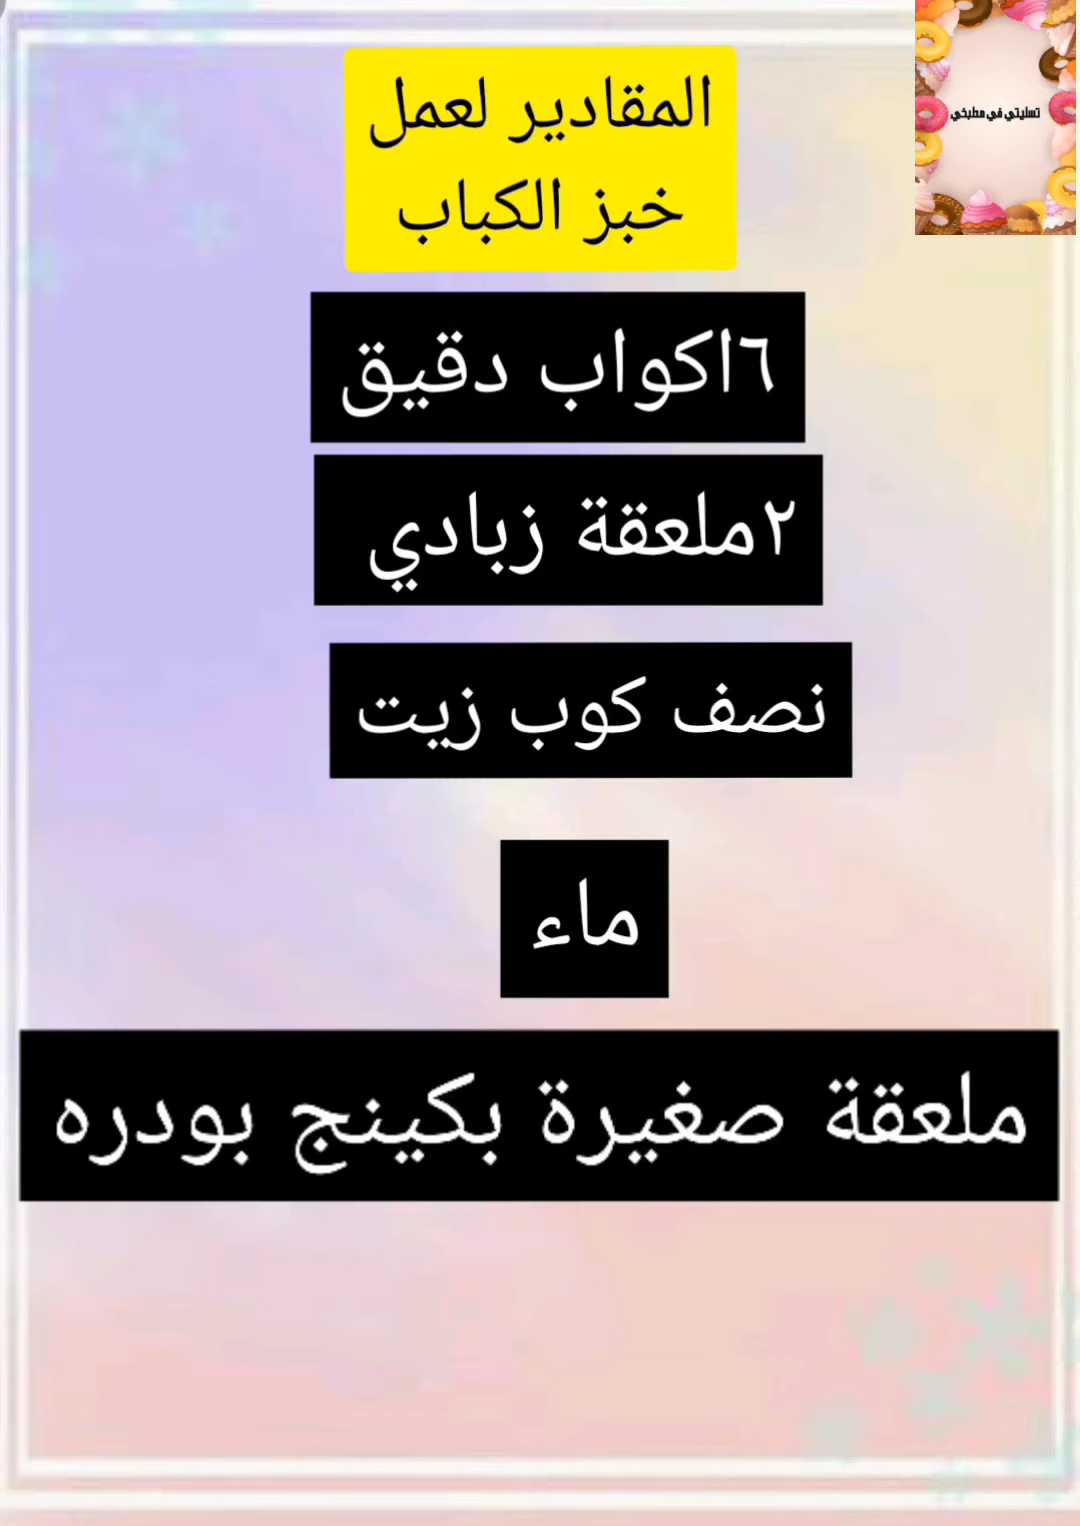 تسليتي في مطبخي
المقادير لعمل
خبز الكباب
٦اكواب دقيق
٢ملعقة زبادي
نصف كوب زيت
ماء
ملعقة صغيرة بكينج بودره